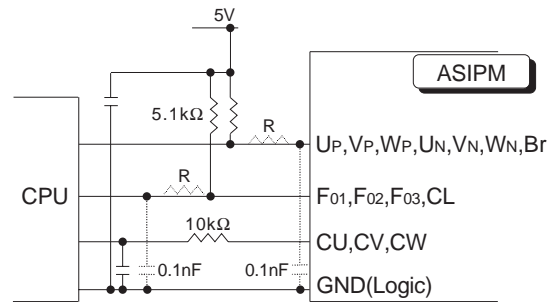 5V
ASIPM
5.1kΩ
R
UP,VP,WP,UN,VN,WN,Br
R
CPU
F01,F02,F03,CL
10kΩ
CU,CV,CW
0.1nF
0.1nF
GND(Logic)